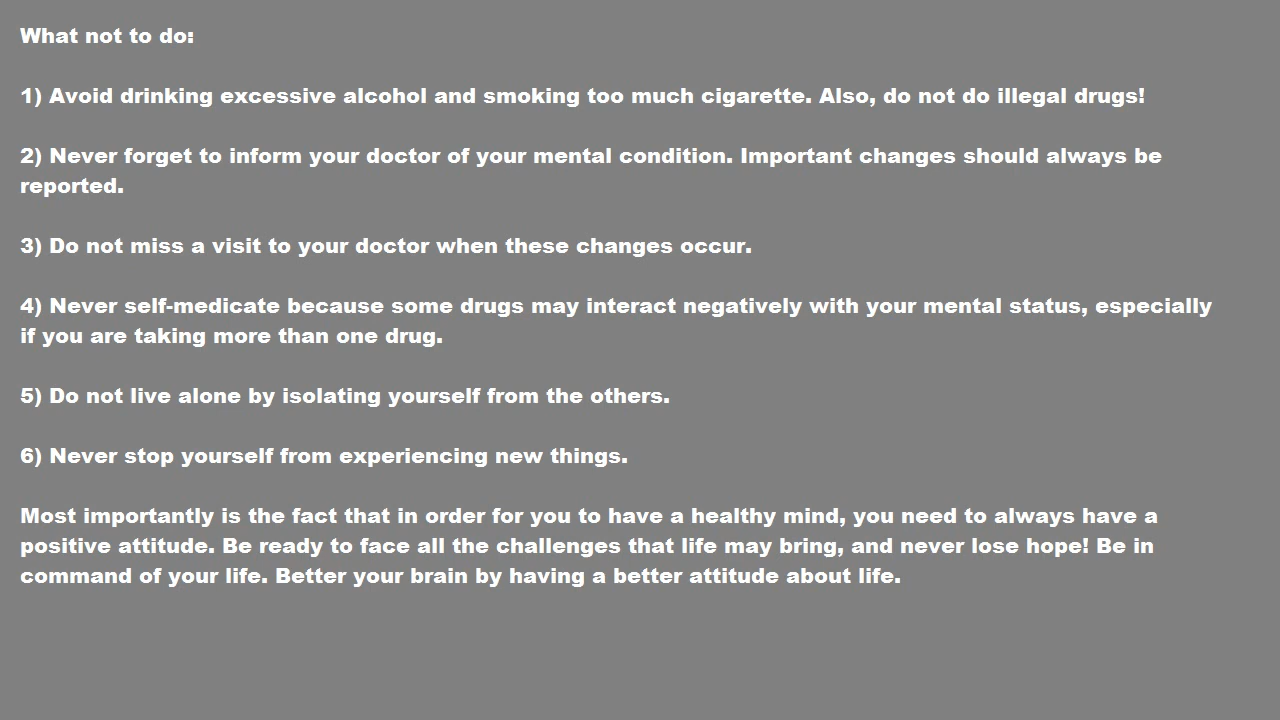 What not to do:
1) Avoid drinking excessive alcohol and smoking too much cigarette. Also, do not do illegal drugs!
2) Never forget to inform your doctor of your mental condition. Important changes should always be
reported.
3) Do not miss a visit to your doctor when these changes occur.
4) Never self-medicate because some drugs may interact negatively with your mental status, especially
if you are taking more than one drug.
5) Do not live alone by isolating yourself from the others.
6) Never stop yourself from experiencing new things.
Most importantly is the fact that in order for you to have a healthy mind, you need to always have a
positive attitude. Be ready to face all the challenges that life may bring, and never lose hope! Be in
command of your life. Better your brain by having a better attitude about life.